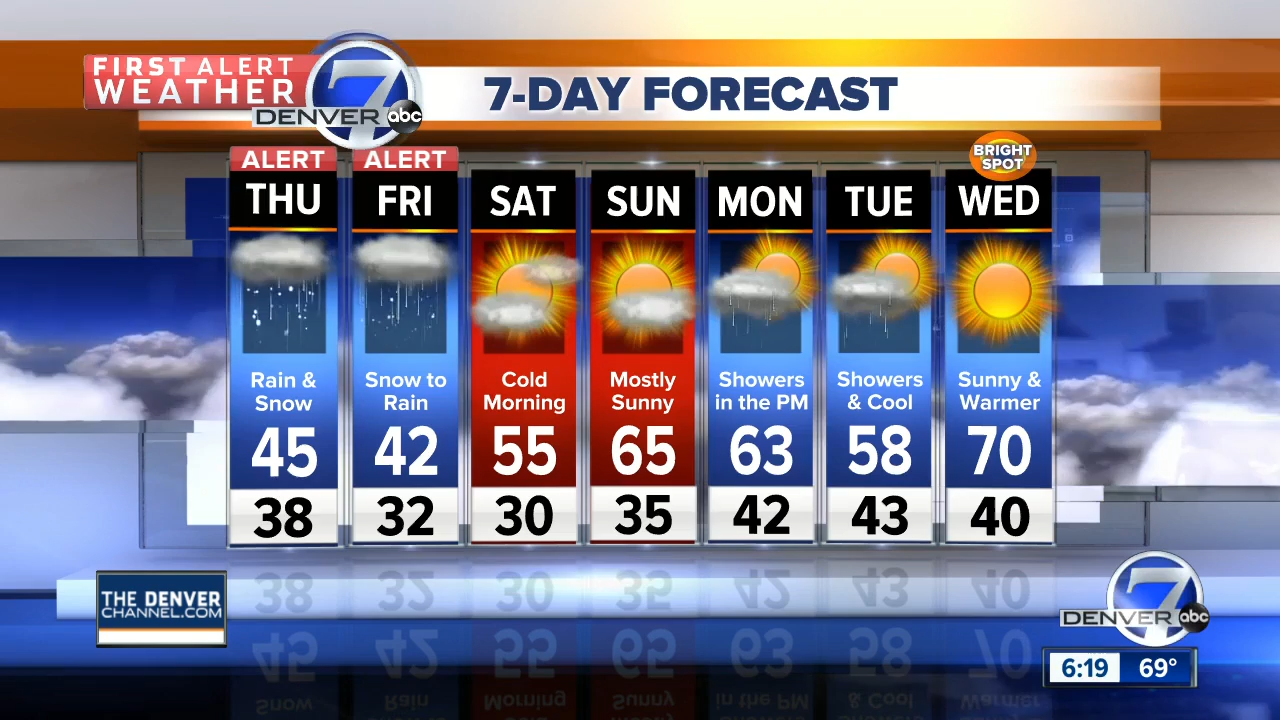 FIRST ALERT
WEATHER
7
DENVER abc
7-DAY FORECAST
ALERT
THU
Rain &
Snow
45
38
ALERT
FRI
Snow to
Rain
42
32
SAT
Cold
Morning
55
30
SUN
Mostly
Sunny
65
35
MON
Showers
in the PM
63
42
TUE
Showers
& Cool
58
43
BRIGHT
SPOT
WED
Sunny &
Warmer
70
40
THE DENVER
CHANNEL.COM
7
DENVER abc
6:19 69°